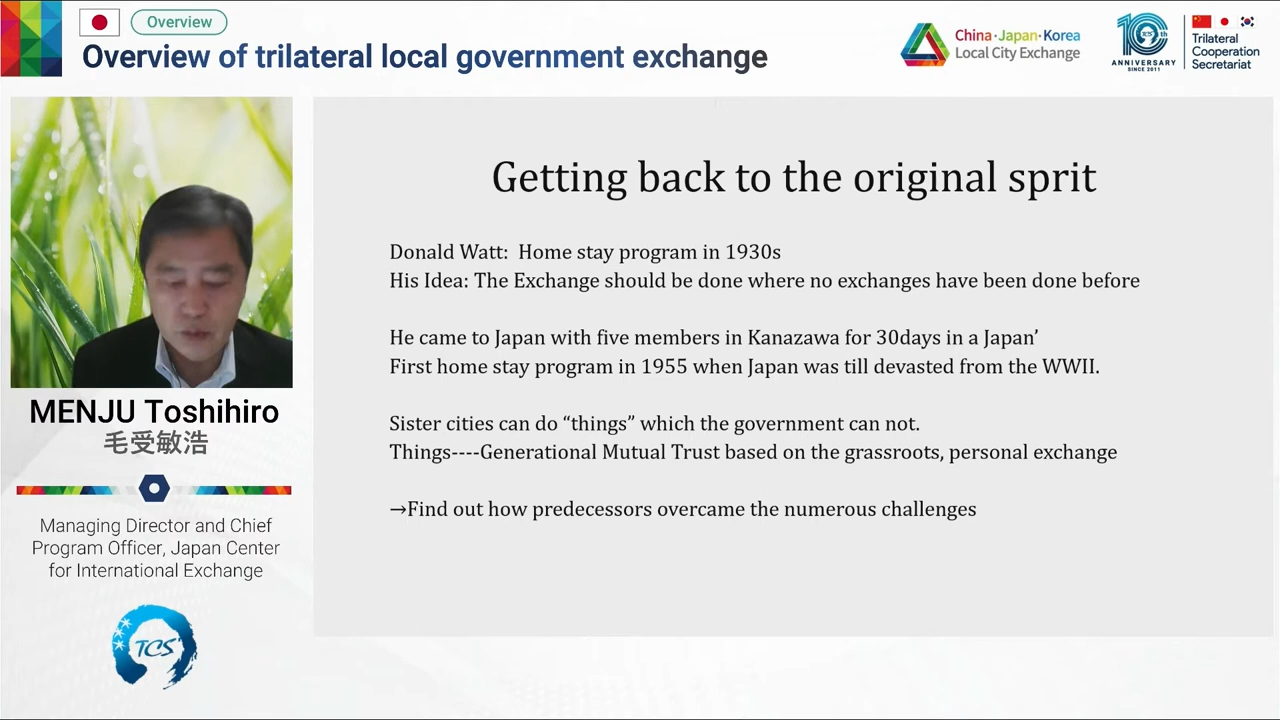 Overview
Overview of trilateral local government exchange
China·Japan·Korea
Local City Exchange
10th
TCS
ANNIVERSARY
SINCE 2011
Trilateral
Cooperation
Secretariat
Getting back to the original sprit
Donald Watt: Home stay program in 1930s
His Idea: The Exchange should be done where no exchanges have been done before
He came to Japan with five members in Kanazawa for 30days in a Japan’
First home stay program in 1955 when Japan was till devasted from the WWII.
Sister cities can do “things” which the government can not.
Things----Generational Mutual Trust based on the grassroots, personal exchange
→Find out how predecessors overcame the numerous challenges
MENJU Toshihiro
毛受敏浩
Managing Director and Chief
Program Officer, Japan Center
for International Exchange
TCS